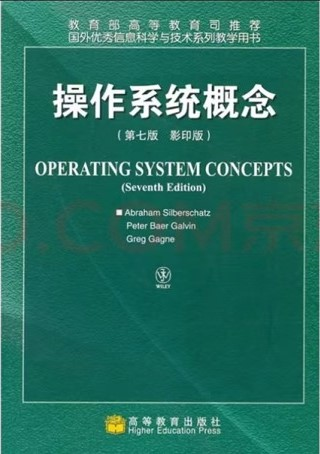 教育部高等教育司推荐
国外优秀信息科学与技术系列教学用书
操作系统概念
(第七版 影印版)
OPERATING SYSTEM CONCEPTS
(Seventh Edition)
■ Abraham Silberschatz
Peter Baer Galvin
Greg Gagne
WILEY
高等教育出版社
Higher Education Press